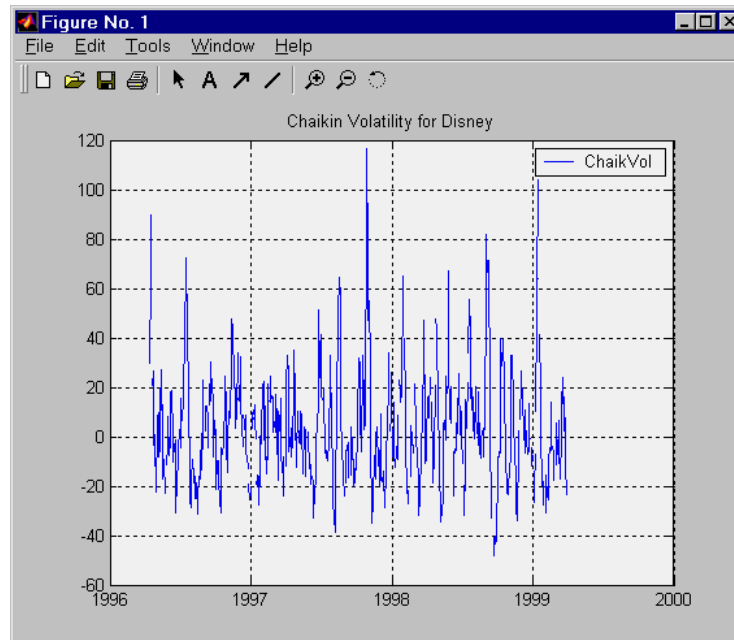 Figure No. 1
File Edit Tools Window Help
A
Chaikin Volatility for Disney
ChaikVol
120
100
80
60
40
20
0
-20
-40
-60
1996 1997 1998 1999 2000